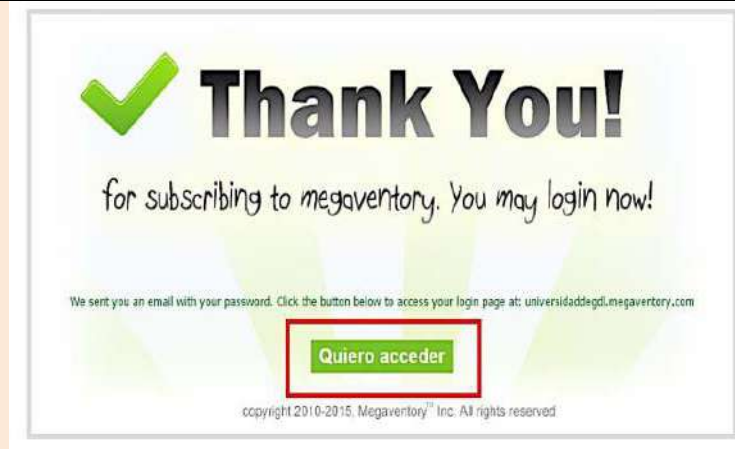 Thank You!
for subscribing to megaventory. You may login now!
We sent you an email with your password. Click the button below to access your login page at: universidaddegdl.megaventory.com
Quiero acceder
copyright 2010-2015, Megaventory™ Inc. All rights reserved